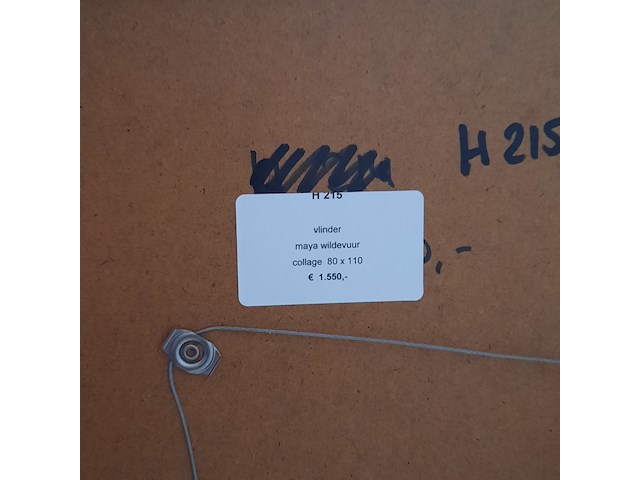 H 215
H 215
vlinder
maya wildevuur
collage 80 x 110
€ 1.550,-
,-